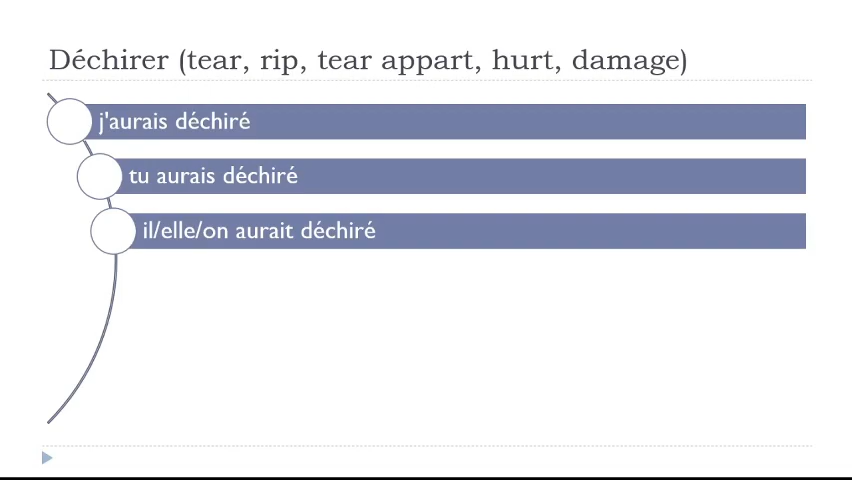 Déchirer (tear, rip, tear appart, hurt, damage)
j'aurais déchiré
tu aurais déchiré
il/elle/on aurait déchiré